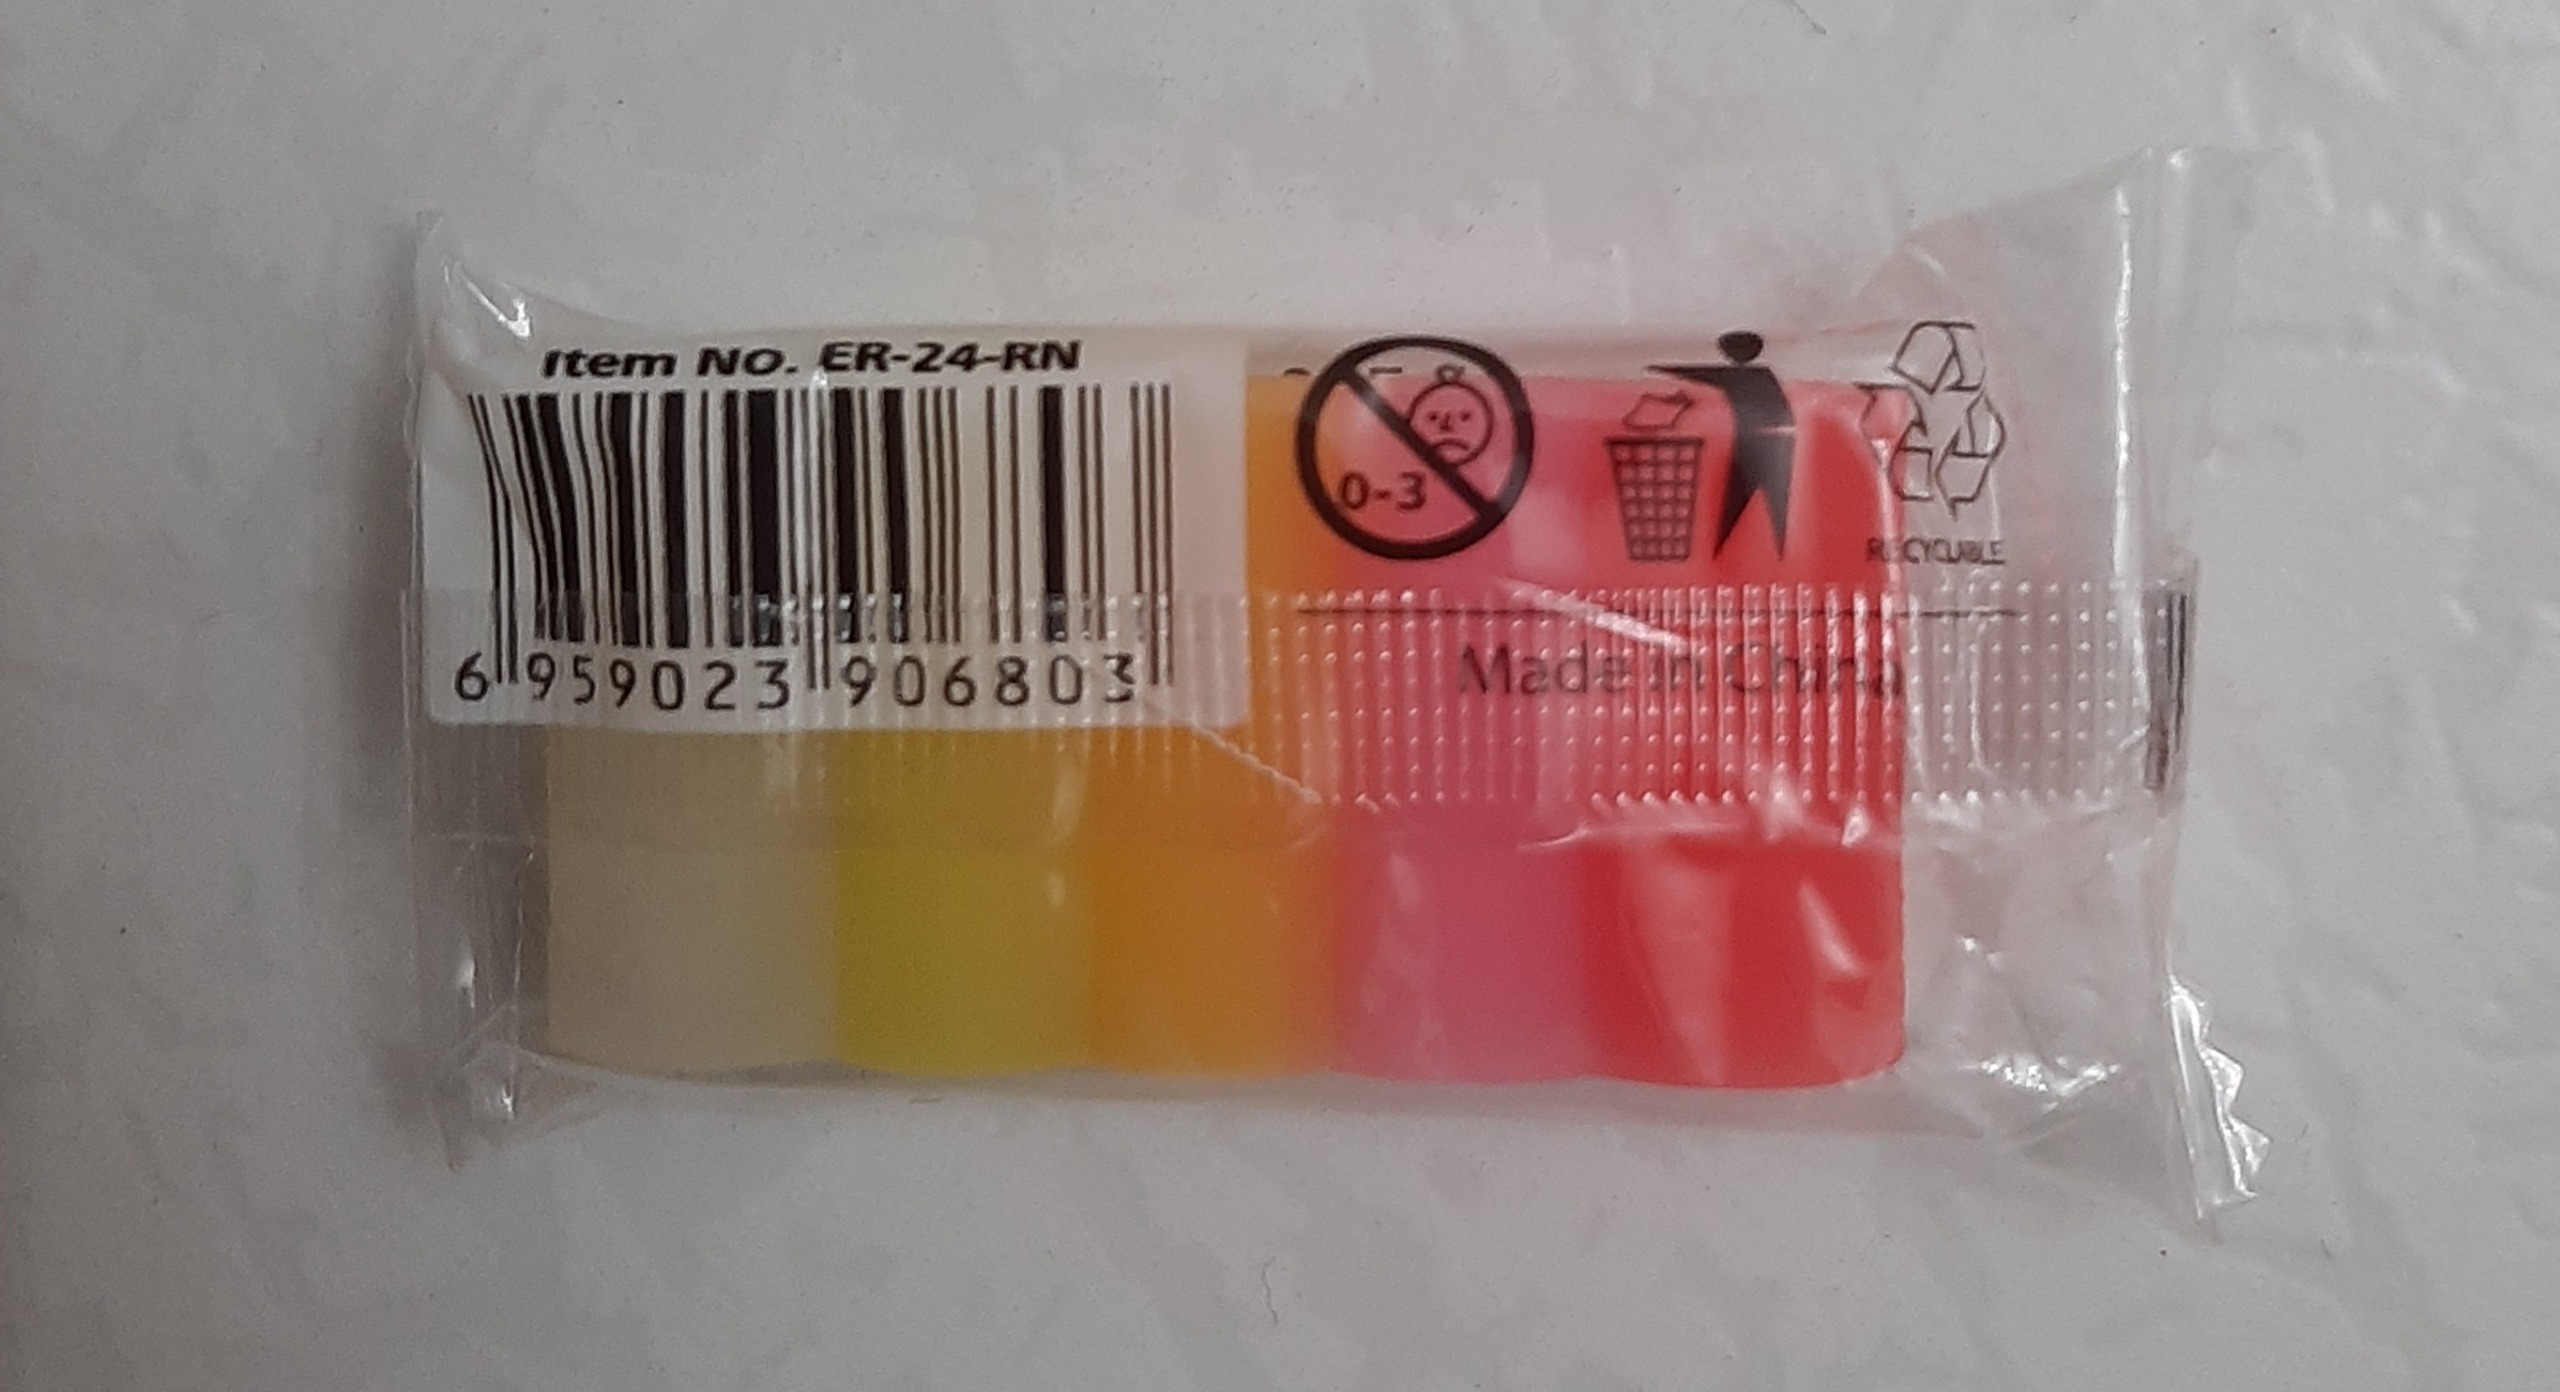 Item NO. ER-24-RN
6 959023 906803
0-3
RECYCLABLE
Made in China